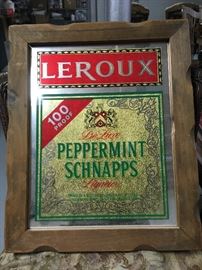 LEROUX
100
PROOF
De Luxe
PEPPERMINT
SCHNAPPS
Liqueur